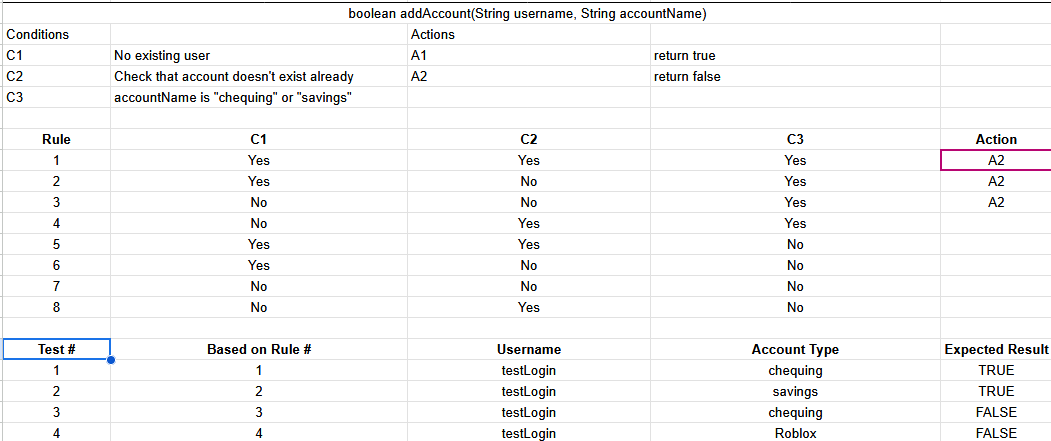 boolean addAccount(String username, String accountName)
Conditions Actions
C1 No existing user A1 return true
C2 Check that account doesn't exist already A2 return false
C3 accountName is "chequing" or "savings"
Rule C1 C2 C3 Action
1 Yes Yes Yes A2
2 Yes No Yes A2
3 No No Yes A2
4 No Yes Yes
5 Yes Yes No
6 Yes No No
7 No No No
8 No Yes No
Test # Based on Rule # Username Account Type Expected Result
1 1 testLogin chequing TRUE
2 2 testLogin savings TRUE
3 3 testLogin chequing FALSE
4 4 testLogin Roblox FALSE